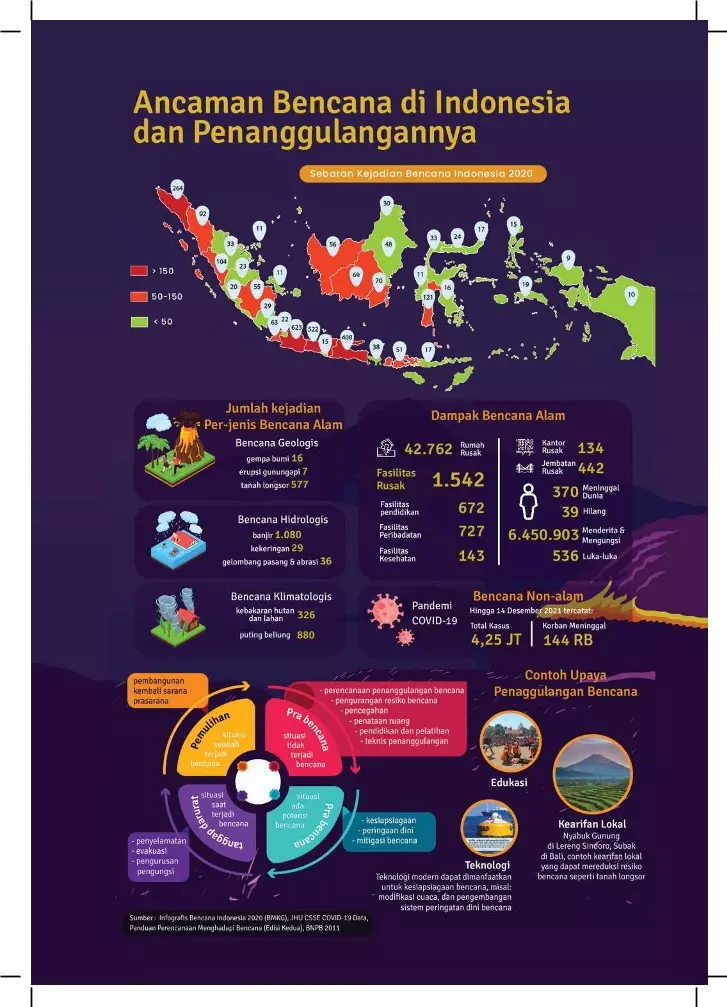 Ancaman Bencana di Indonesia
dan Penanggulangannya
Sebaran Kejadian Bencana Indonesia 2020
264
92
33
11
104
23
20
55
11
29
63
22
623
522
15
408
38
51
17
30
56
48
69
70
33
24
17
15
11
121
16
9
19
10
> 150
50-150
< 50
Jumlah kejadian
Per-jenis Bencana Alam
Bencana Geologis
gempa bumi 16
erupsi gunungapi 7
tanah longsor 577
Bencana Hidrologis
banjir 1.080
kekeringan 29
gelombang pasang & abrasi 36
Bencana Klimatologis
kebakaran hutan
dan lahan 326
puting beliung 880
Dampak Bencana Alam
42.762 Rumah
Rusak
Fasilitas
Rusak 1.542
Fasilitas
pendidikan 672
Fasilitas
Peribadatan 727
Fasilitas
Kesehatan 143
Kantor
Rusak 134
Jembatan
Rusak 442
370 Meninggal
Dunia
39 Hilang
6.450.903 Menderita &
Mengungsi
536 Luka-luka
Pandemi
COVID-19
Bencana Non-alam
Hingga 14 Desember 2021 tercatat:
Total Kasus
4,25 JT
Korban Meninggal
144 RB
pembangunan
kembali sarana
prasarana
Pemulihan
situasi
setelah
terjadi
bencana
Pra bencana
situasi
tidak
terjadi
bencana
- perencanaan penanggulangan bencana
- pengurangan resiko bencana
- pencegahan
- penataan ruang
- pendidikan dan pelatihan
- teknis penanggulangan
situasi
saat
terjadi
bencana
tanggap darurat
- penyelamatan
- evakuasi
- pengurusan
pengungsi
situasi
ada
potensi
bencana
Pra bencana
- kesiapsiagaan
- peringaan dini
- mitigasi bencana
Contoh Upaya
Penaggulangan Bencana
Edukasi
Kearifan Lokal
Nyabuk Gunung
di Lereng Sindoro, Subak
di Bali, contoh kearifan lokal
yang dapat mereduksi resiko
bencana seperti tanah longsor
Teknologi
Teknologi modern dapat dimanfaatkan
untuk kesiapsiagaan bencana, misal:
modifikasi cuaca, dan pengembangan
sistem peringatan dini bencana
Sumber : Infografis Bencana Indonesia 2020 (BMKG), JHU CSSE COVID-19 Data,
Panduan Perencanaan Menghadapi Bencana (Edisi Kedua), BNPB 2011